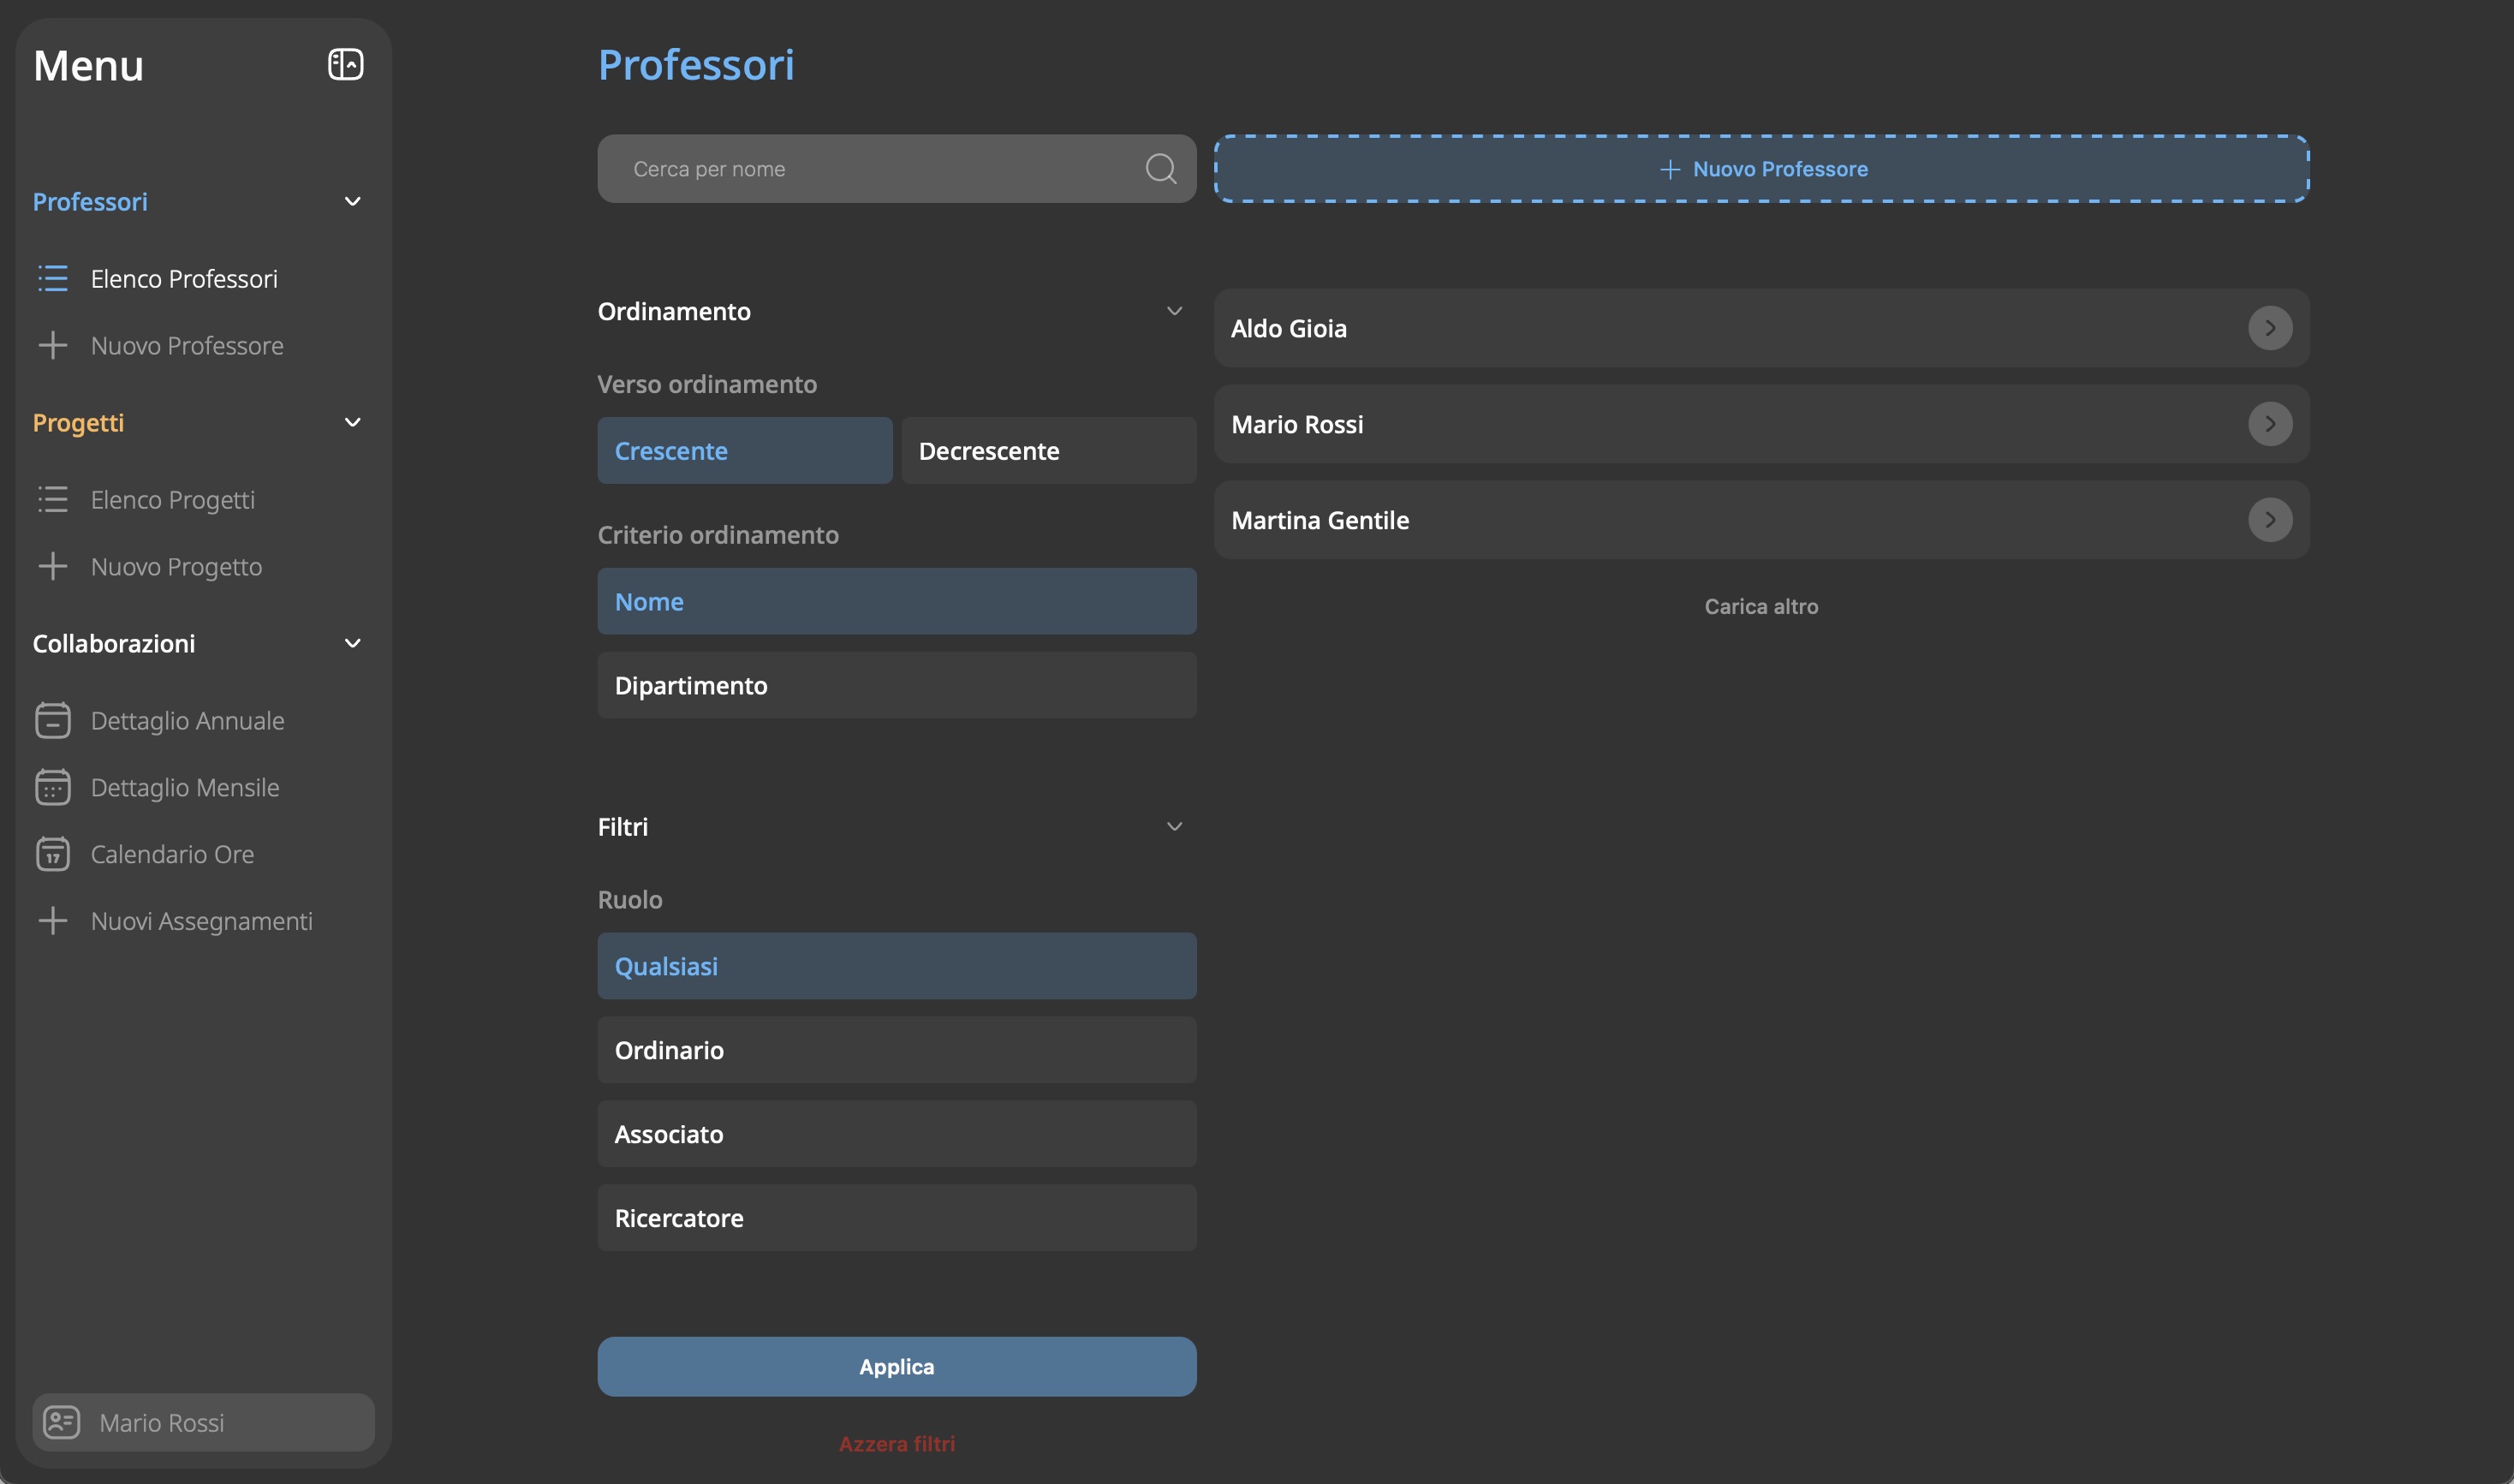 Menu
Professori
Elenco Professori
Nuovo Professore
Progetti
Elenco Progetti
Nuovo Progetto
Collaborazioni
Dettaglio Annuale
Dettaglio Mensile
17
Calendario Ore
Nuovi Assegnamenti
Mario Rossi
Professori
Cerca per nome
Nuovo Professore
Ordinamento
Verso ordinamento
Crescente
Decrescente
Criterio ordinamento
Nome
Dipartimento
Filtri
Ruolo
Qualsiasi
Ordinario
Associato
Ricercatore
Applica
Azzera filtri
Aldo Gioia
Mario Rossi
Martina Gentile
Carica altro